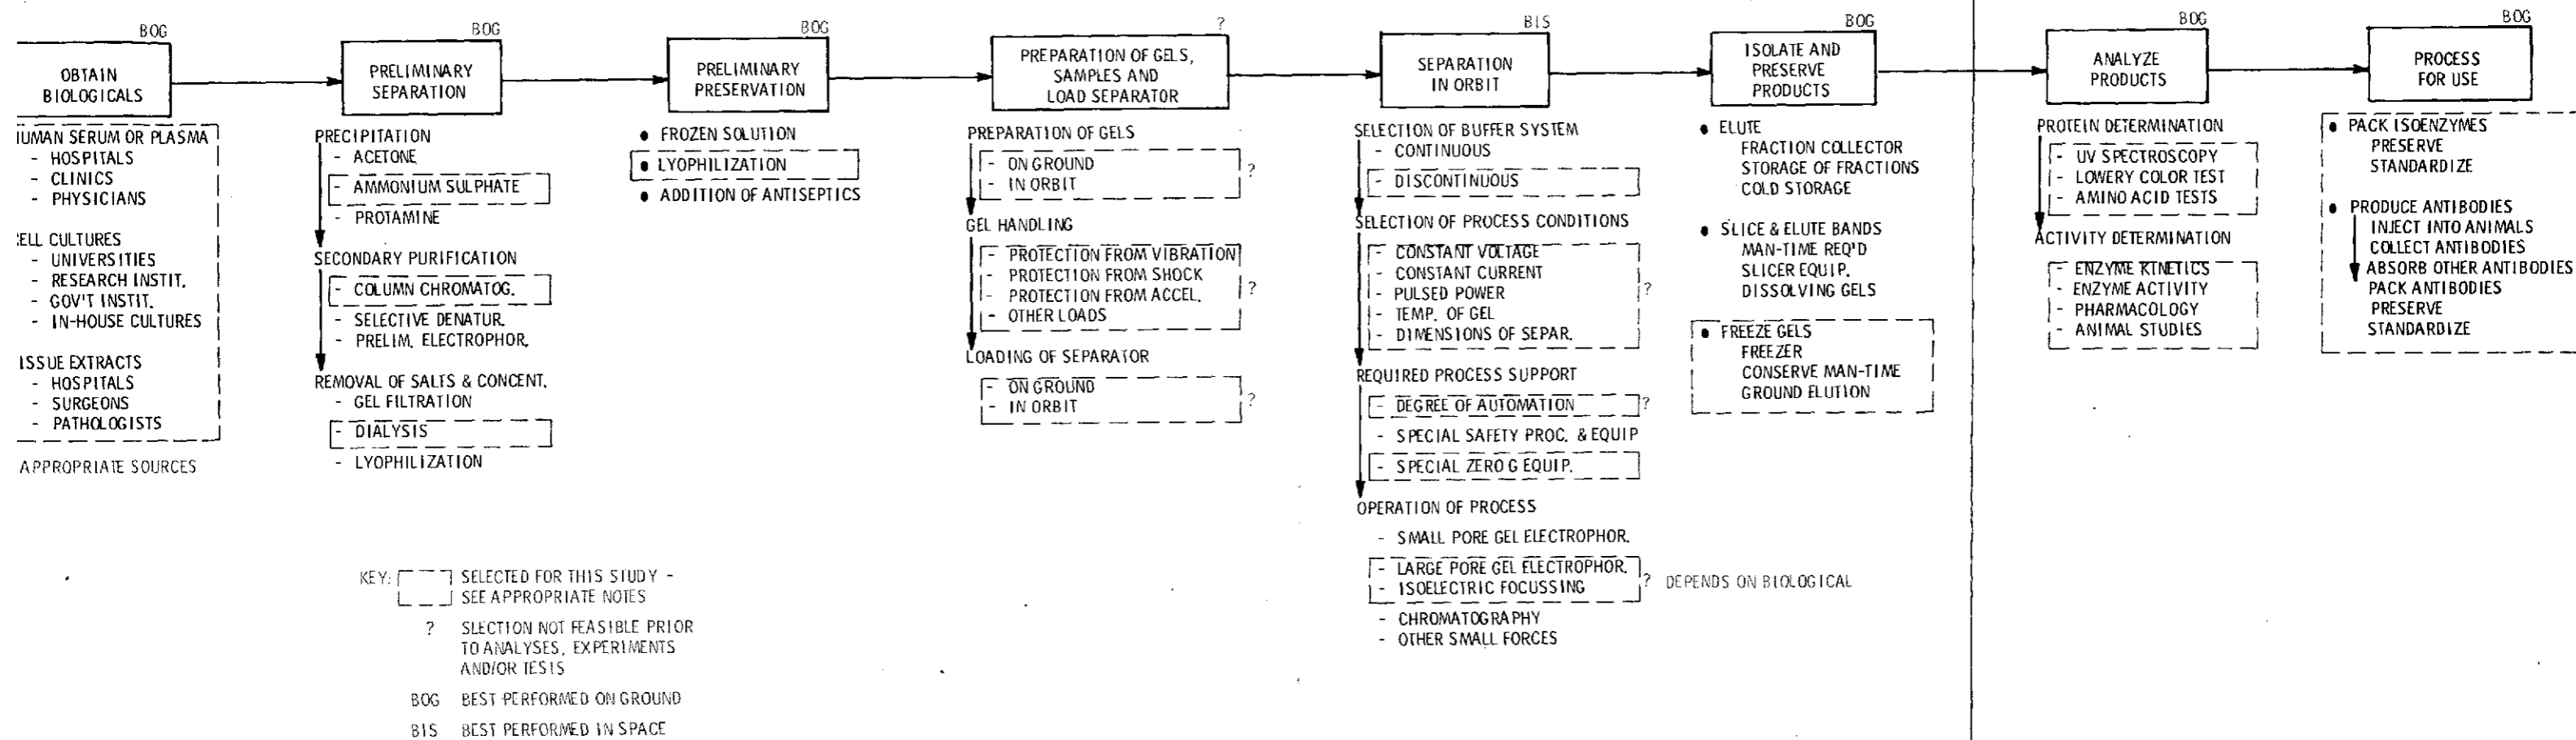 BOG
OBTAIN
BIOLOGICALS
UMAN SERUM OR PLASMA
- HOSPITALS
- CLINICS
- PHYSICIANS
ELL CULTURES
- UNIVERSITIES
- RESEARCH INSTIT.
- GOV'T INSTIT.
- IN-HOUSE CULTURES
ISSUE EXTRACTS
- HOSPITALS
- SURGEONS
- PATHOLOGISTS
APPROPRIATE SOURCES
BOG
PRELIMINARY
SEPARATION
PRECIPITATION
- ACETONE
- AMMONIUM SULPHATE
- PROTAMINE
SECONDARY PURIFICATION
- COLUMN CHROMATOG.
- SELECTIVE DENATUR.
- PRELIM. ELECTROPHOR.
REMOVAL OF SALTS & CONCENT.
- GEL FILTRATION
- DIALYSIS
- LYOPHILIZATION
BOG
PRELIMINARY
PRESERVATION
● FROZEN SOLUTION
● LYOPHILIZATION
● ADDITION OF ANTISEPTICS
?
PREPARATION OF GELS,
SAMPLES AND
LOAD SEPARATOR
PREPARATION OF GELS
- ON GROUND
- IN ORBIT
?
GEL HANDLING
- PROTECTION FROM VIBRATION
- PROTECTION FROM SHOCK
- PROTECTION FROM ACCEL.
- OTHER LOADS
?
LOADING OF SEPARATOR
- ON GROUND
- IN ORBIT
?
BIS
SEPARATION
IN ORBIT
SELECTION OF BUFFER SYSTEM
- CONTINUOUS
- DISCONTINUOUS
SELECTION OF PROCESS CONDITIONS
- CONSTANT VOLTAGE
- CONSTANT CURRENT
- PULSED POWER
- TEMP. OF GEL
- DIMENSIONS OF SEPAR.
?
REQUIRED PROCESS SUPPORT
- DEGREE OF AUTOMATION ?
- SPECIAL SAFETY PROC. & EQUIP
- SPECIAL ZERO G EQUIP.
OPERATION OF PROCESS
- SMALL PORE GEL ELECTROPHOR.
- LARGE PORE GEL ELECTROPHOR.
- ISOELECTRIC FOCUSSING
? DEPENDS ON BIOLOGICAL
- CHROMATOGRAPHY
- OTHER SMALL FORCES
BOG
ISOLATE AND
PRESERVE
PRODUCTS
● ELUTE
FRACTION COLLECTOR
STORAGE OF FRACTIONS
COLD STORAGE
● SLICE & ELUTE BANDS
MAN-TIME REQ'D
SLICER EQUIP.
DISSOLVING GELS
● FREEZE GELS
FREEZER
CONSERVE MAN-TIME
GROUND ELUTION
BOG
ANALYZE
PRODUCTS
PROTEIN DETERMINATION
- UV SPECTROSCOPY
- LOWERY COLOR TEST
- AMINO ACID TESTS
ACTIVITY DETERMINATION
- ENZYME KINETICS
- ENZYME ACTIVITY
- PHARMACOLOGY
- ANIMAL STUDIES
BOG
PROCESS
FOR USE
● PACK ISOENZYMES
PRESERVE
STANDARDIZE
● PRODUCE ANTIBODIES
INJECT INTO ANIMALS
COLLECT ANTIBODIES
ABSORB OTHER ANTIBODIES
PACK ANTIBODIES
PRESERVE
STANDARDIZE
KEY: SELECTED FOR THIS STUDY -
SEE APPROPRIATE NOTES
? SLECTION NOT FEASIBLE PRIOR
TO ANALYSES, EXPERIMENTS
AND/OR TESTS
BOG BEST PERFORMED ON GROUND
BIS BEST PERFORMED IN SPACE